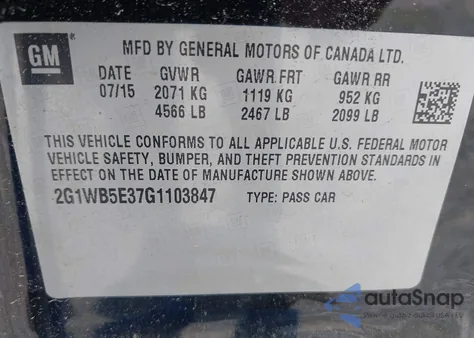 GM
MFD BY GENERAL MOTORS OF CANADA LTD.
DATE GVWR GAWR FRT GAWR RR
07/15 2071 KG 1119 KG 952 KG
4566 LB 2467 LB 2099 LB
THIS VEHICLE CONFORMS TO ALL APPLICABLE U.S. FEDERAL MOTOR
VEHICLE SAFETY, BUMPER, AND THEFT PREVENTION STANDARDS IN
EFFECT ON THE DATE OF MANUFACTURE SHOWN ABOVE.
2G1WB5E37G1103847 TYPE: PASS CAR
autoSnap